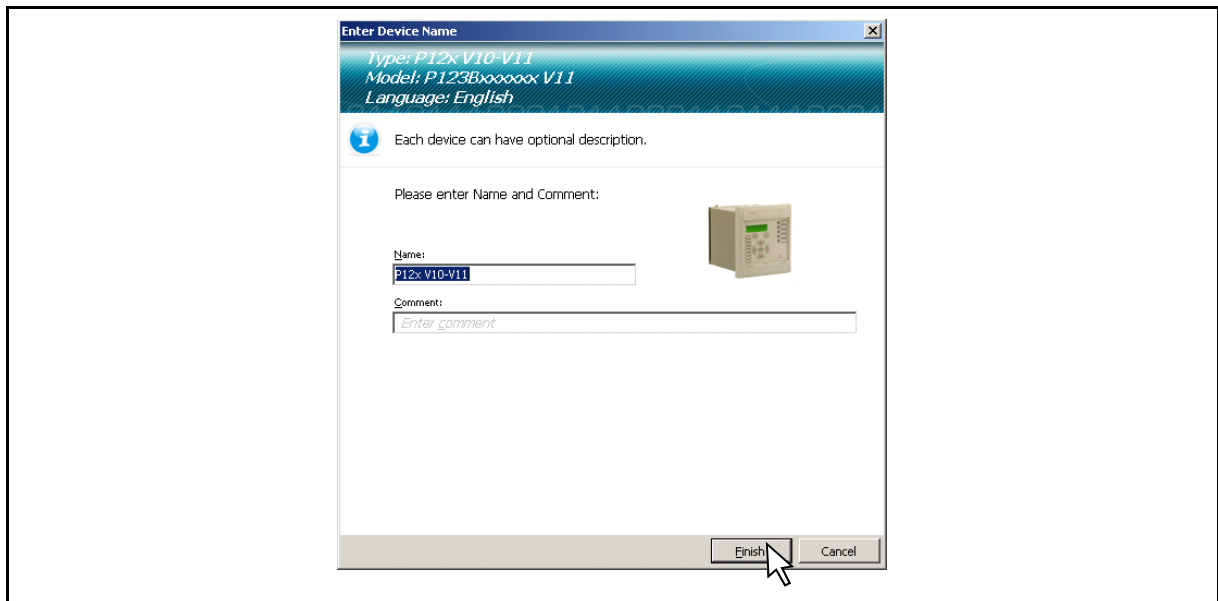 Enter Device Name
Type: P12x V10-V11
Model: P123Bxxxxxx V11
Language: English
Each device can have optional description.
Please enter Name and Comment:
Name:
P12x V10-V11
Comment:
Enter comment
Finish Cancel